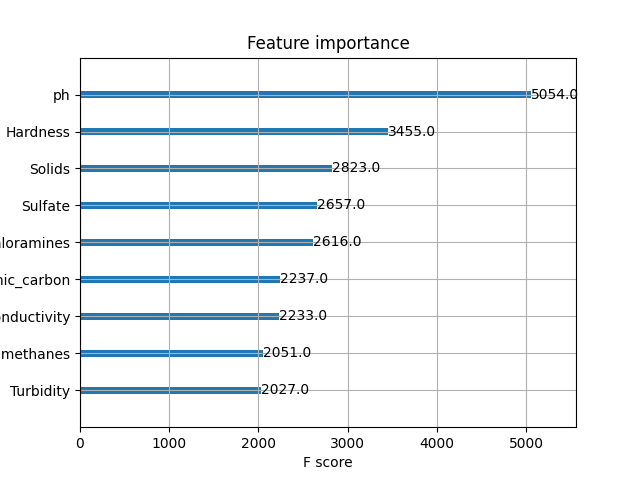 Feature importance
ph
5054.0
Hardness
3455.0
Solids
2823.0
Sulfate
2657.0
loramines
2616.0
nic_carbon
2237.0
onductivity
2233.0
methanes
2051.0
Turbidity
2027.0
0 1000 2000 3000 4000 5000
F score